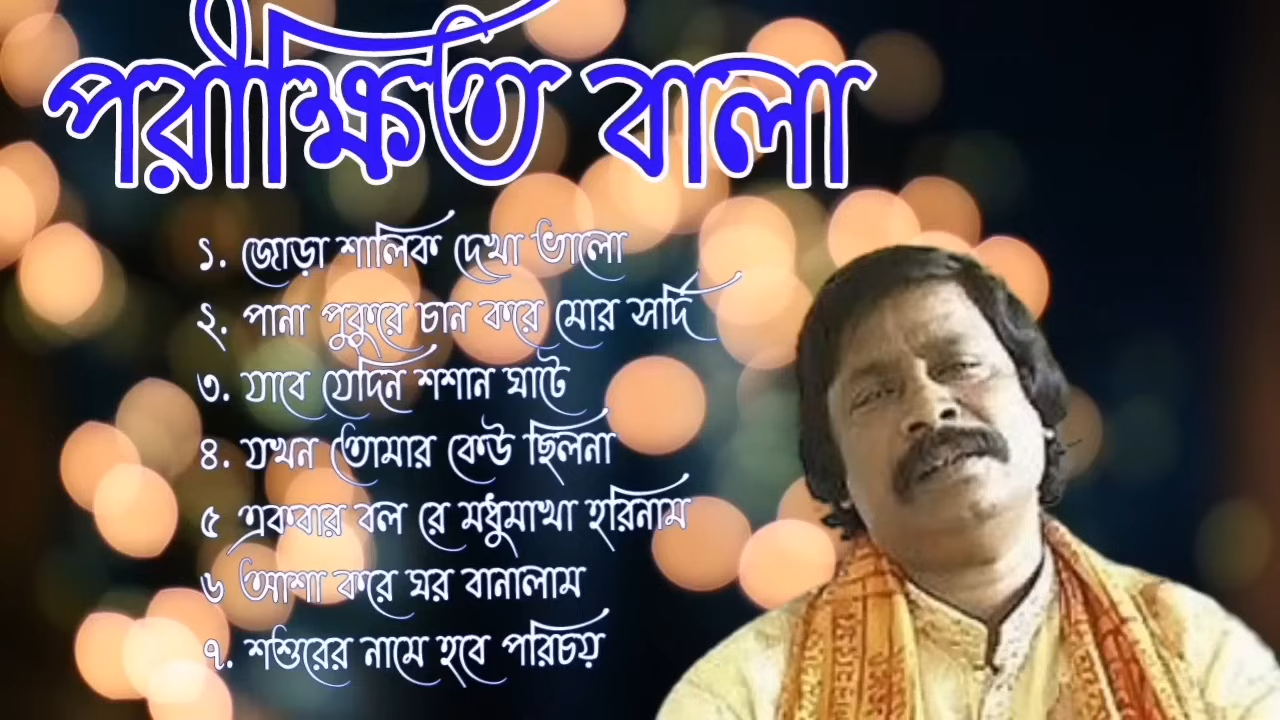 পরীক্ষিত বালা
১. জোড়া শালিক দেখা ভালো
২. পানা পুকুরে চান করে মোর সর্দি
৩. যাবে যেদিন শশান ঘাটে
৪. যখন তোমার কেউ ছিলনা
৫ একবার বল রে মধুমাখা হরিনাম
৬ আশা করে ঘর বানালাম
৭. শশুরের নামে হবে পরিচয়